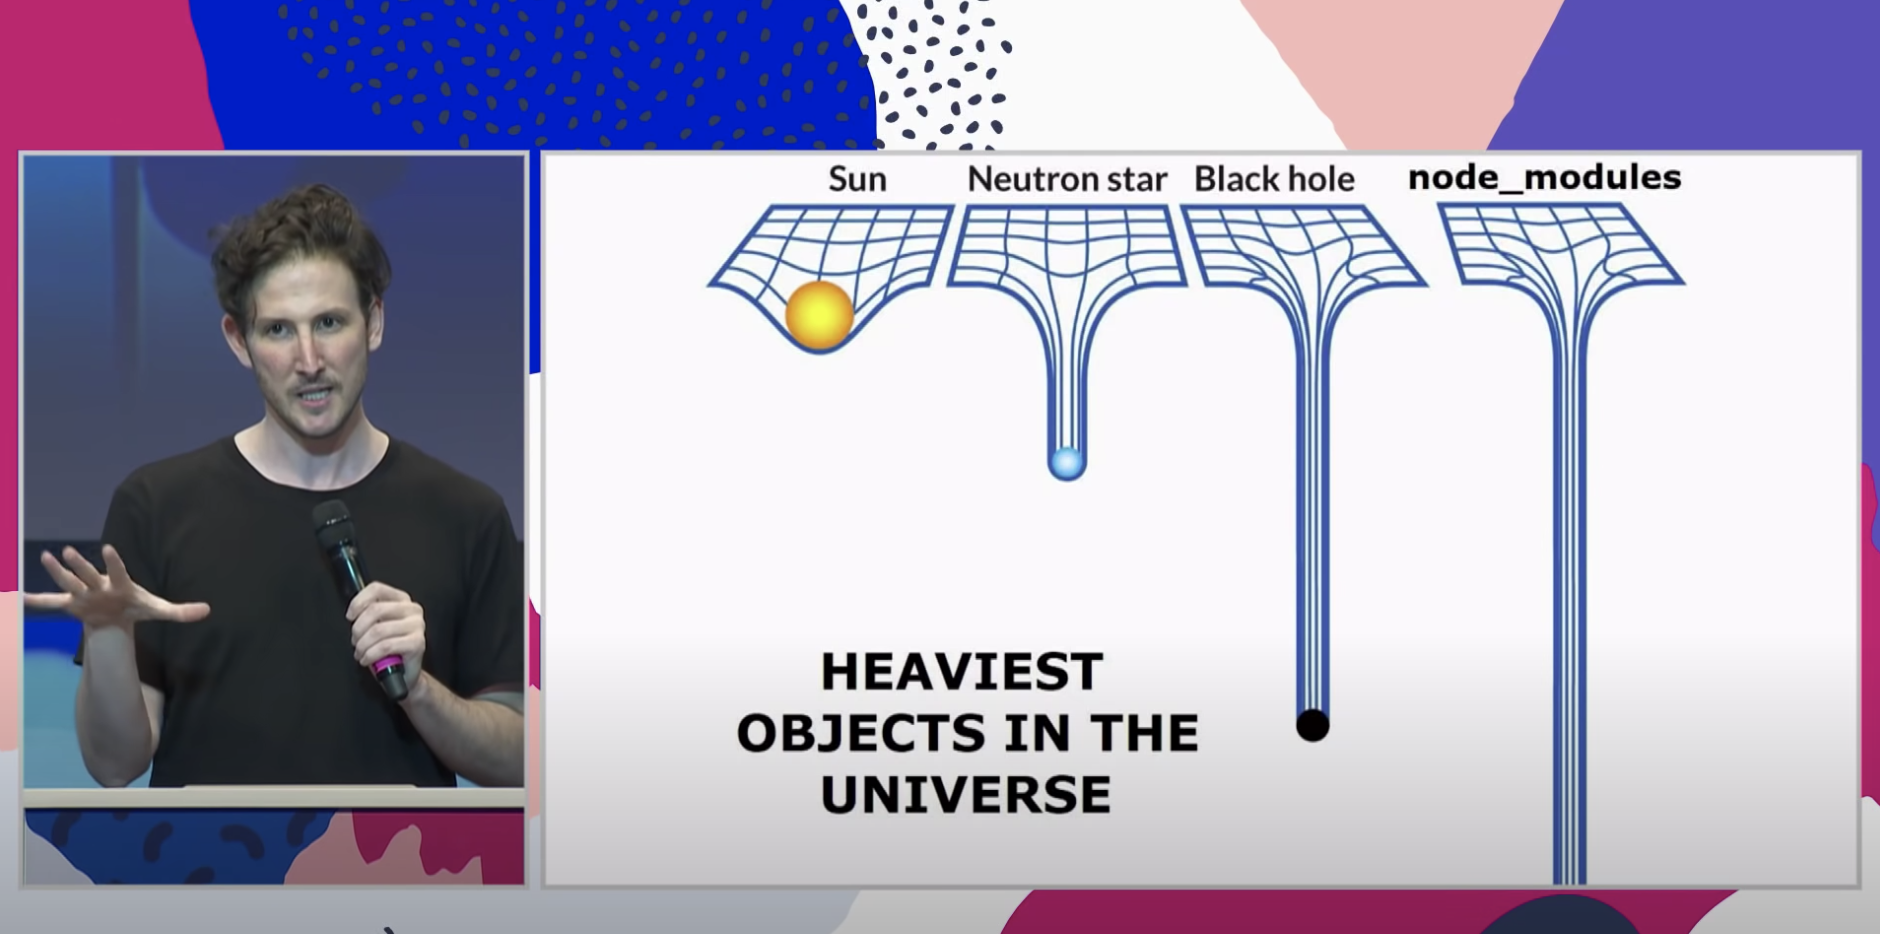 Sun Neutron star Black hole node_modules
HEAVIEST
OBJECTS IN THE
UNIVERSE